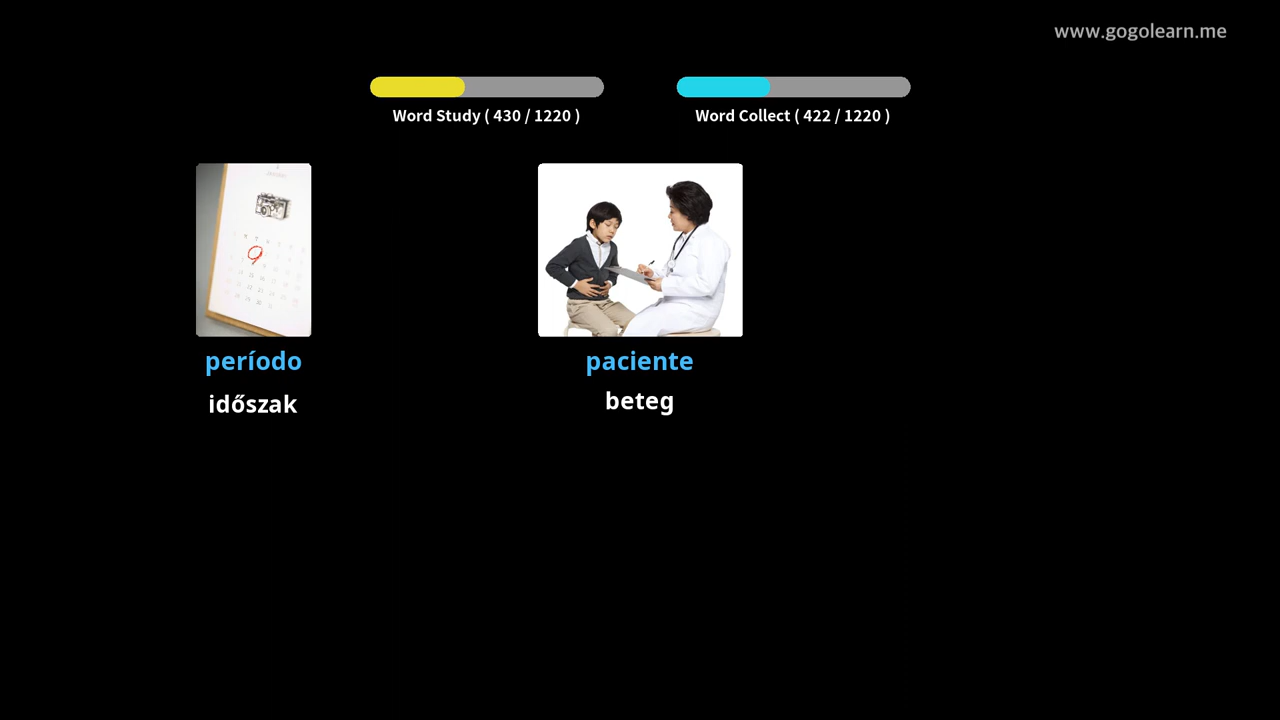 www.gogolearn.me
Word Study ( 430 / 1220 )
Word Collect ( 422 / 1220 )
período
időszak
paciente
beteg